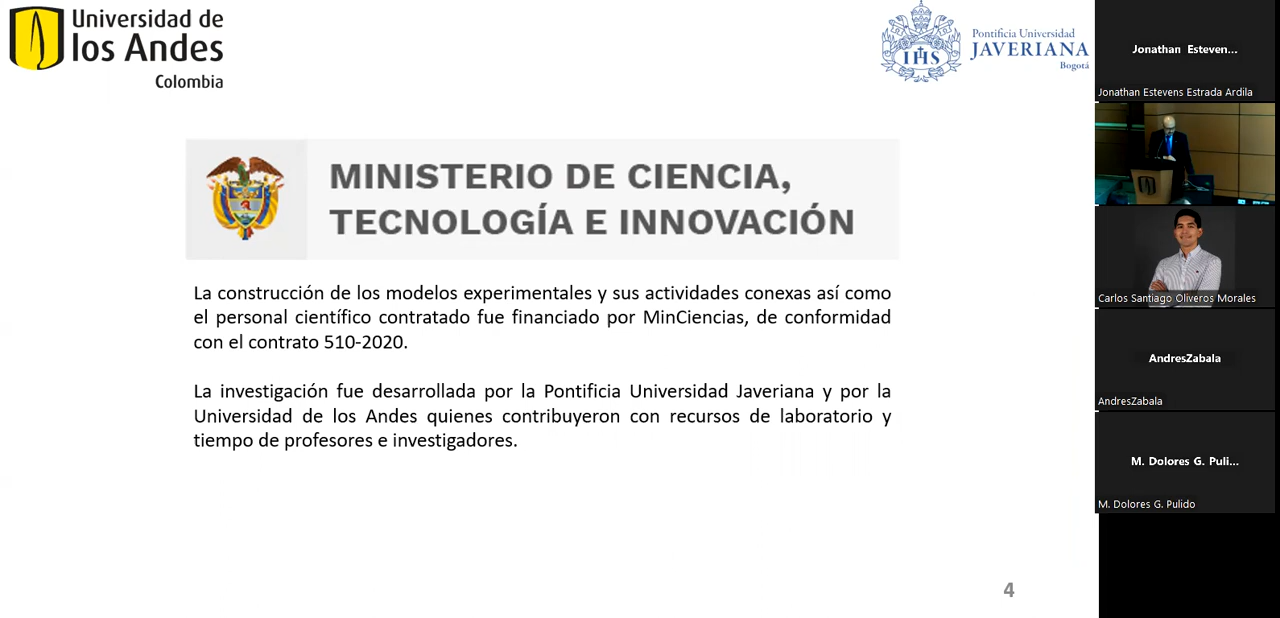 Universidad de
los Andes
Colombia
Pontificia Universidad
JAVERIANA
Bogotá
IHS
MINISTERIO DE CIENCIA,
TECNOLOGÍA E INNOVACIÓN
La construcción de los modelos experimentales y sus actividades conexas así como
el personal científico contratado fue financiado por MinCiencias, de conformidad
con el contrato 510-2020.
La investigación fue desarrollada por la Pontificia Universidad Javeriana y por la
Universidad de los Andes quienes contribuyeron con recursos de laboratorio y
tiempo de profesores e investigadores.
4
Jonathan Esteven...
Jonathan Estevens Estrada Ardila
Carlos Santiago Oliveros Morales
AndresZabala
AndresZabala
M. Dolores G. Puli...
M. Dolores G. Pulido